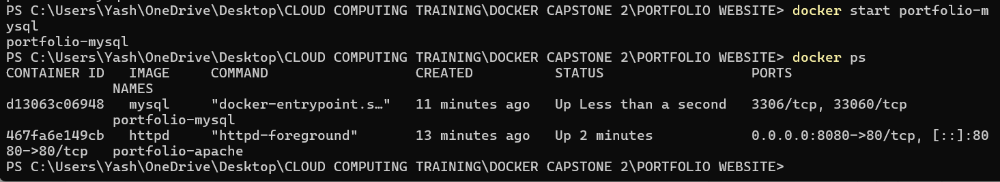 PS C:\Users\Yash\OneDrive\Desktop\CLOUD COMPUTING TRAINING\DOCKER CAPSTONE 2\PORTFOLIO WEBSITE> docker start portfolio-m
ysql
portfolio-mysql
PS C:\Users\Yash\OneDrive\Desktop\CLOUD COMPUTING TRAINING\DOCKER CAPSTONE 2\PORTFOLIO WEBSITE> docker ps
CONTAINER ID   IMAGE     COMMAND                  CREATED          STATUS                  PORTS
             NAMES
d13063c06948   mysql     "docker-entrypoint.s…"   11 minutes ago   Up Less than a second   3306/tcp, 33060/tcp
             portfolio-mysql
467fa6e149cb   httpd     "httpd-foreground"       13 minutes ago   Up 2 minutes            0.0.0.0:8080->80/tcp, [::]:80
80->80/tcp   portfolio-apache
PS C:\Users\Yash\OneDrive\Desktop\CLOUD COMPUTING TRAINING\DOCKER CAPSTONE 2\PORTFOLIO WEBSITE>